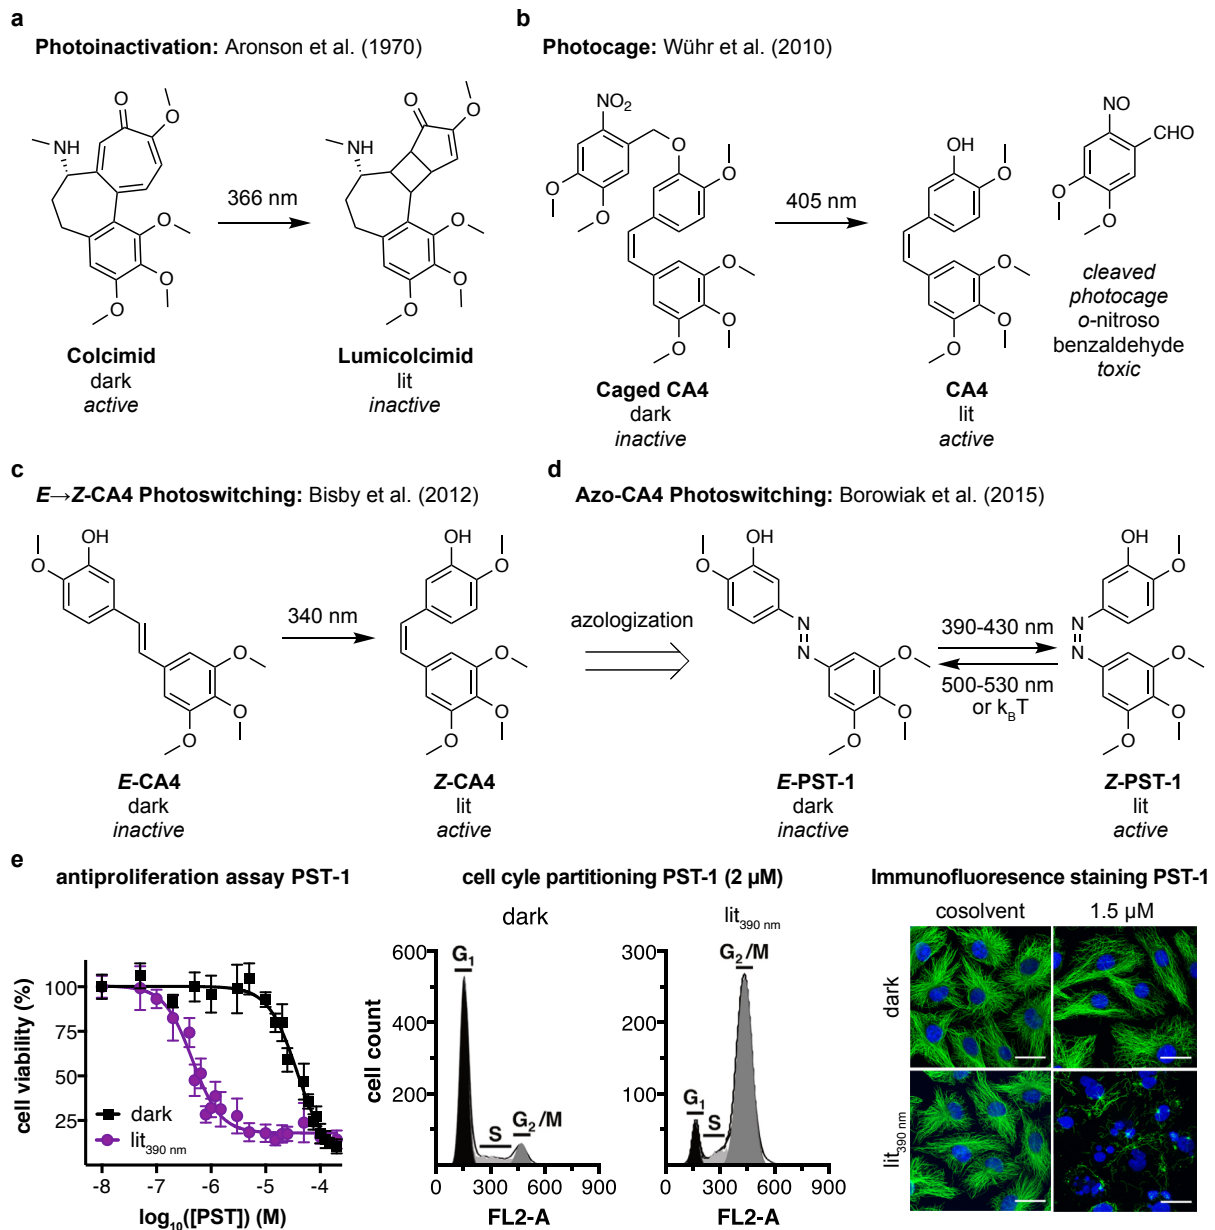 a
Photoinactivation: Aronson et al. (1970)
O
O
NH
O
O
O
Colcimid
dark
active
366 nm
O
O
NH
O
O
O
Lumicolcimid
lit
inactive
b
Photocage: Wühr et al. (2010)
NO2
O
O
O
O
O
O
O
Caged CA4
dark
inactive
405 nm
OH
O
O
O
O
CA4
lit
active
NO
CHO
O
O
cleaved
photocage
o-nitroso
benzaldehyde
toxic
c
E→Z-CA4 Photoswitching: Bisby et al. (2012)
OH
O
O
O
O
E-CA4
dark
inactive
340 nm
OH
O
O
O
O
Z-CA4
lit
active
d
Azo-CA4 Photoswitching: Borowiak et al. (2015)
azologization
OH
O
N
N
O
O
O
E-PST-1
dark
inactive
390-430 nm
500-530 nm
or kBT
OH
O
N
N
O
O
O
Z-PST-1
lit
active
e
antiproliferation assay PST-1
cell viability (%)
100
75
50
25
dark
lit390 nm
-8 -7 -6 -5 -4
log10([PST]) (M)
cell cyle partitioning PST-1 (2 µM)
dark
cell count
600
400
200
G1
S
G2/M
0 300 600 900
FL2-A
lit390 nm
300
200
100
G1
S
G2/M
0 300 600 900
FL2-A
Immunofluoresence staining PST-1
cosolvent 1.5 µM
dark
lit390 nm